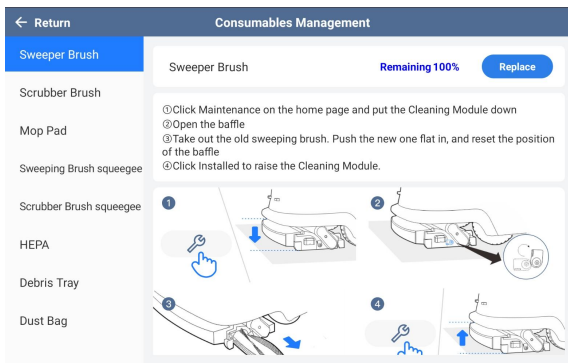 ← Return
Consumables Management
Sweeper Brush
Scrubber Brush
Mop Pad
Sweeping Brush squeegee
Scrubber Brush squeegee
HEPA
Debris Tray
Dust Bag
Sweeper Brush
Remaining 100%
Replace
①Click Maintenance on the home page and put the Cleaning Module down
②Open the baffle
③Take out the old sweeping brush. Push the new one flat in, and reset the position
of the baffle
④Click Installed to raise the Cleaning Module.
1
2
3
4